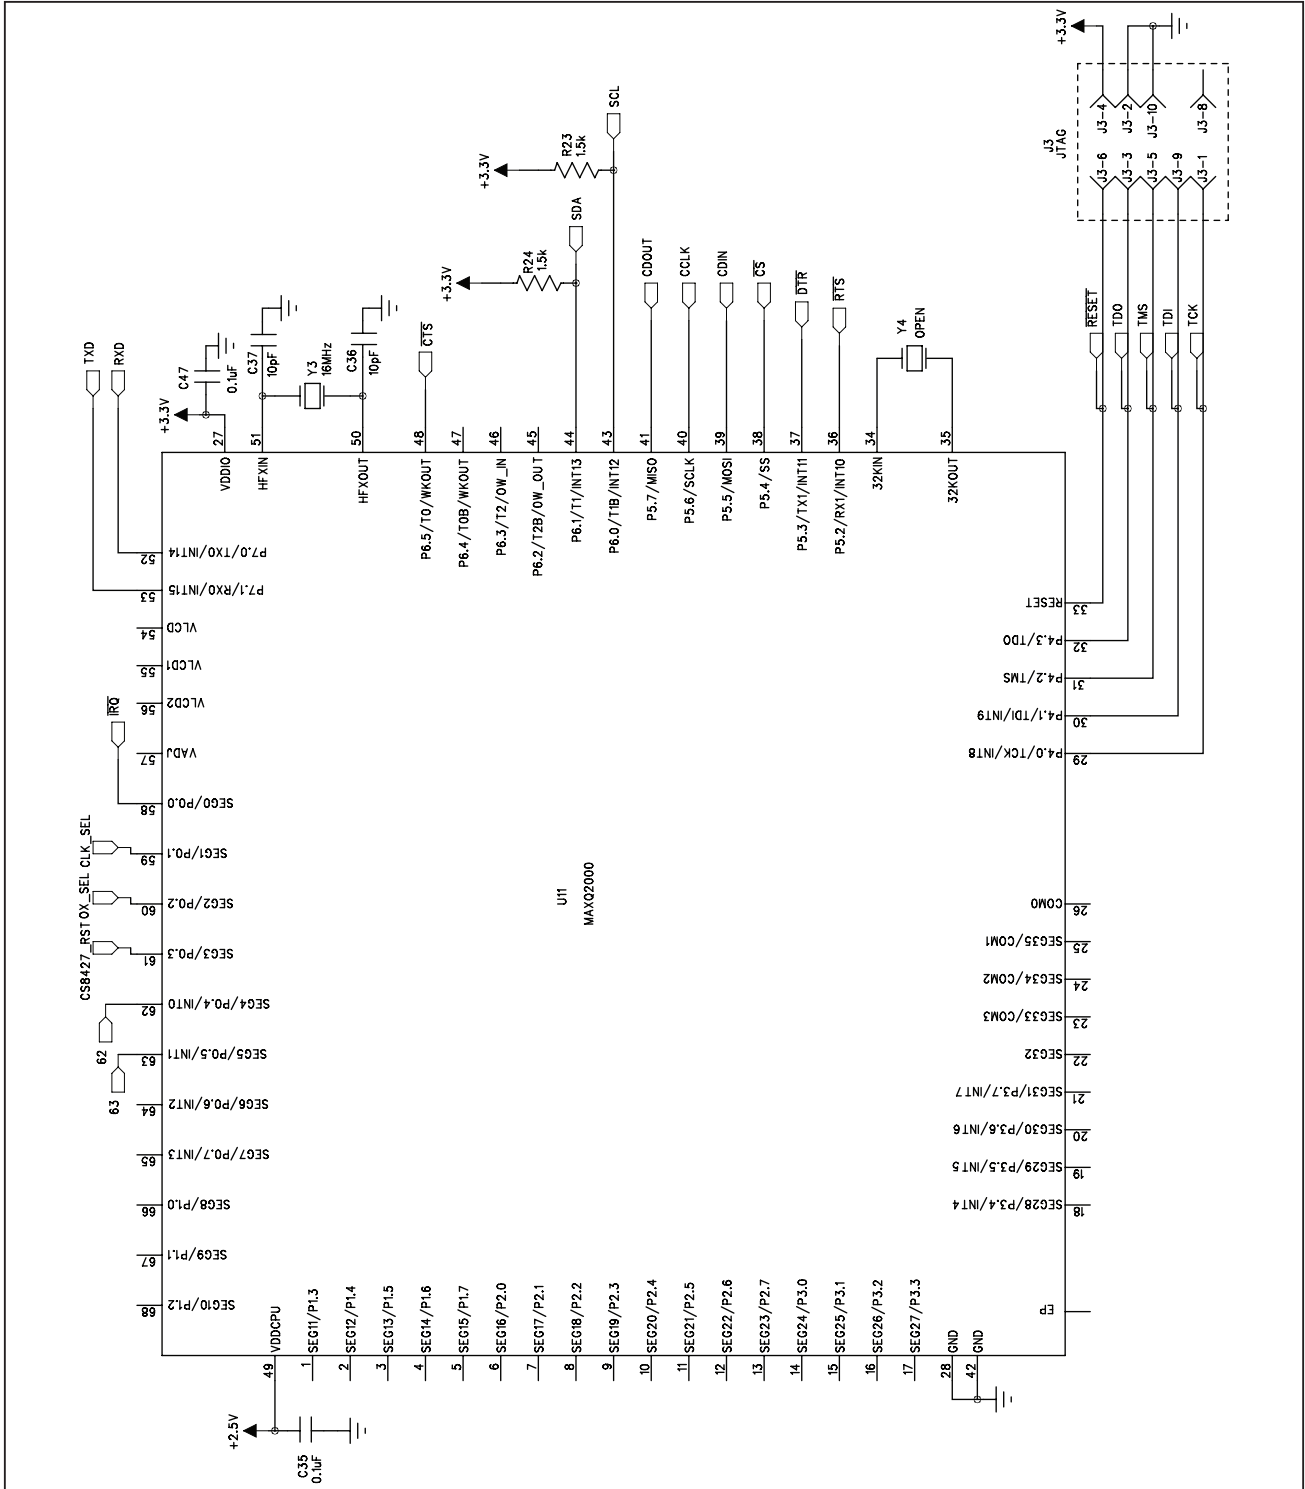 +3.3V
J3
JTAG
J3-4
J3-2
J3-10
J3-8
J3-6
J3-3
J3-5
J3-9
J3-1
RESET
TDO
TMS
TDI
TCK
SCL
+3.3V
R23
1.5k
SDA
+3.3V
R24
1.5k
TXD
RXD
+3.3V
C47
0.1uF
C37
10pF
Y3
16MHz
C36
10pF
CTS
CDOUT
CCLK
CDIN
CS
DTR
RTS
Y4
OPEN
27
51
50
48
47
46
45
44
43
41
40
39
38
37
36
34
35
VDDIO
HFXIN
HFXOUT
P6.5/T0/WKOUT
P6.4/T0B/WKOUT
P6.3/T2/OW_IN
P6.2/T2B/OW_OUT
P6.1/T1/INT13
P6.0/T1B/INT12
P5.7/MISO
P5.6/SCLK
P5.5/MOSI
P5.4/SS
P5.3/TX1/INT11
P5.2/RX1/INT10
32KIN
32KOUT
52 P7.0/TX0/INT14
53 P7.1/RX0/INT15
54 VLCD
55 VLCD1
56 VLCD2
57 VADJ
IRQ
58 SEG0/P0.0
CLK_SEL
59 SEG1/P0.1
OX_SEL
60 SEG2/P0.2
CS8427_RST
61 SEG3/P0.3
62
62 SEG4/P0.4/INT0
63
63 SEG5/P0.5/INT1
64 SEG6/P0.6/INT2
65 SEG7/P0.7/INT3
66 SEG8/P1.0
67 SEG9/P1.1
68 SEG10/P1.2
U11
MAXQ2000
RESET 33
P4.3/TDO 32
P4.2/TMS 31
P4.1/TDI/INT9 30
P4.0/TCK/INT8 29
COM0 26
SEG35/COM1 25
SEG34/COM2 24
SEG33/COM3 23
SEG32 22
SEG31/P3.7/INT7 21
SEG30/P3.6/INT6 20
SEG29/P3.5/INT5 19
SEG28/P3.4/INT4 18
EP
VDDCPU
SEG11/P1.3
SEG12/P1.4
SEG13/P1.5
SEG14/P1.6
SEG15/P1.7
SEG16/P2.0
SEG17/P2.1
SEG18/P2.2
SEG19/P2.3
SEG20/P2.4
SEG21/P2.5
SEG22/P2.6
SEG23/P2.7
SEG24/P3.0
SEG25/P3.1
SEG26/P3.2
SEG27/P3.3
GND
GND
49
1
2
3
4
5
6
7
8
9
10
11
12
13
14
15
16
17
28
42
+2.5V
C35
0.1uF